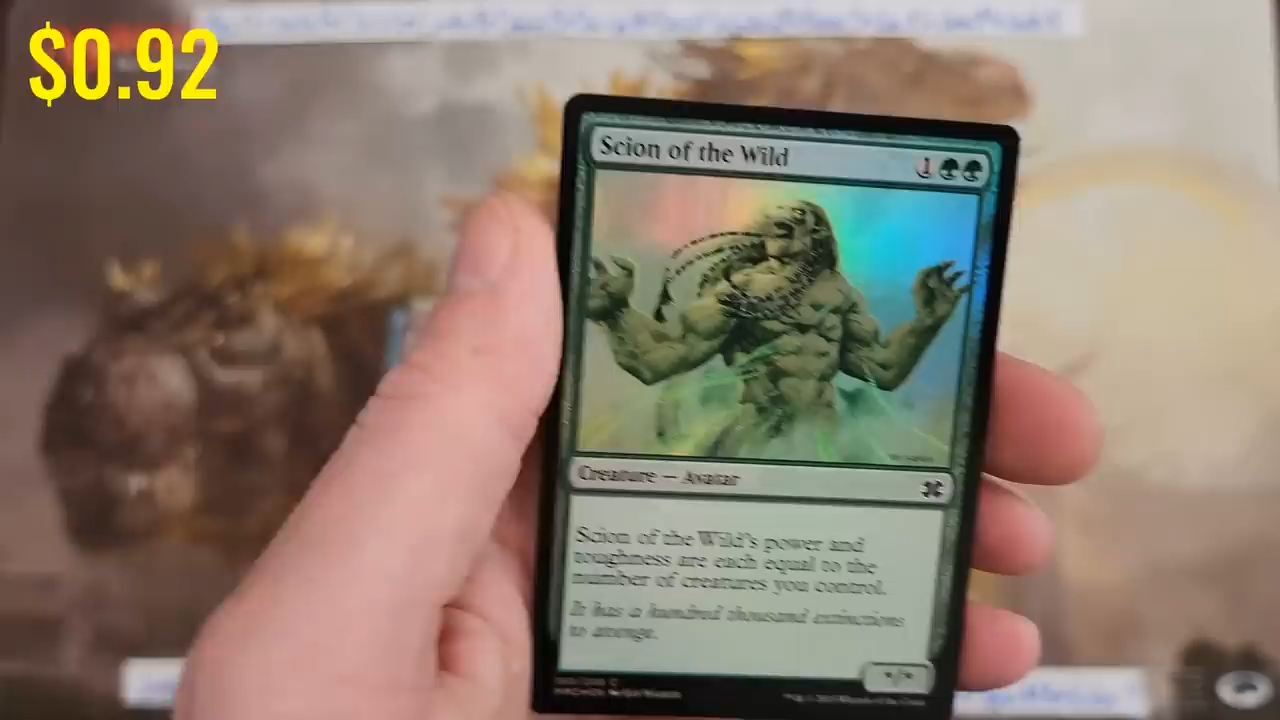 $0.92
Scion of the Wild
1
Creature — Avatar
Scion of the Wild's power and
toughness are each equal to the
number of creatures you control.
It has a hundred thousand extinctions
to avenge.
*/*